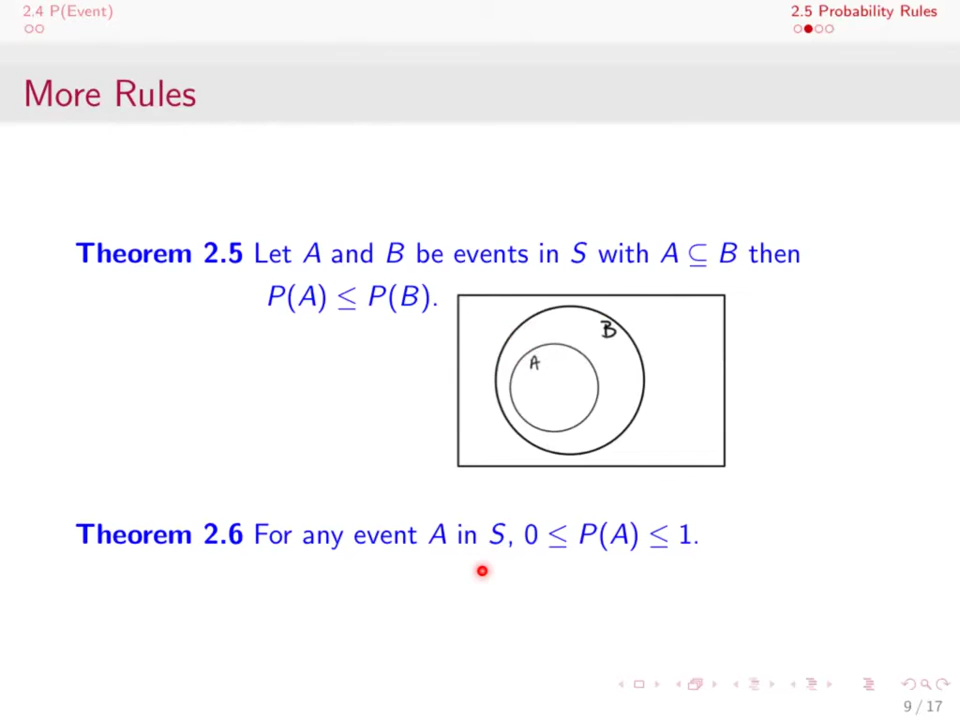 2.4 P(Event)
2.5 Probability Rules
More Rules
Theorem 2.5 Let A and B be events in S with A ⊆ B then
P(A) ≤ P(B).
B
A
Theorem 2.6 For any event A in S, 0 ≤ P(A) ≤ 1.
9 / 17